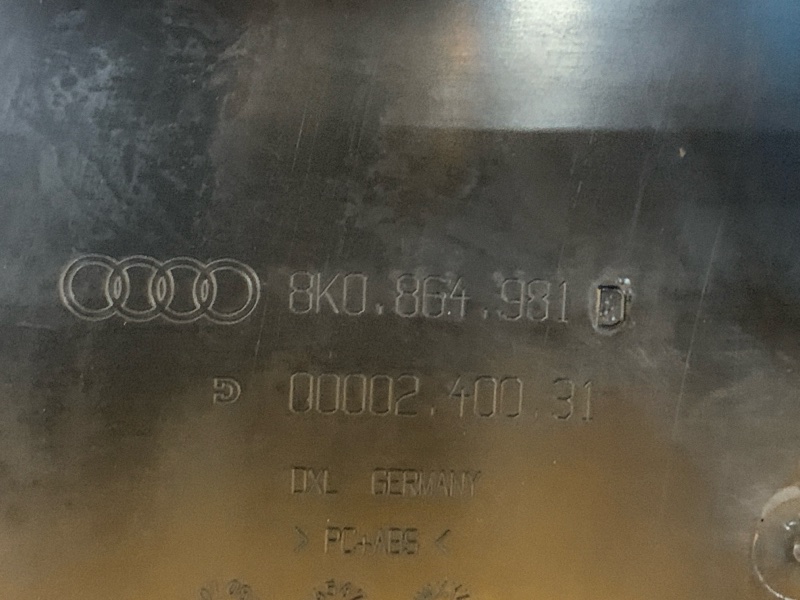 8K0.864.981 D
00002.400.31
DXL GERMANY
> PC+ABS <